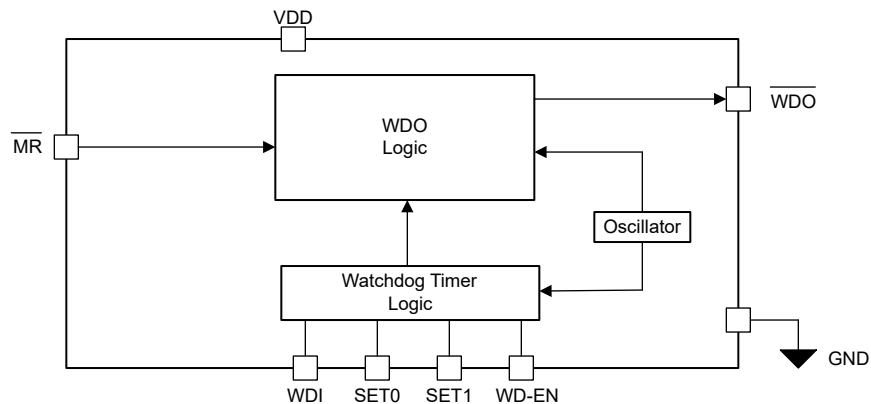 VDD
WDO
Logic
WDO
MR
Oscillator
Watchdog Timer
Logic
GND
WDI
SET0
SET1
WD-EN